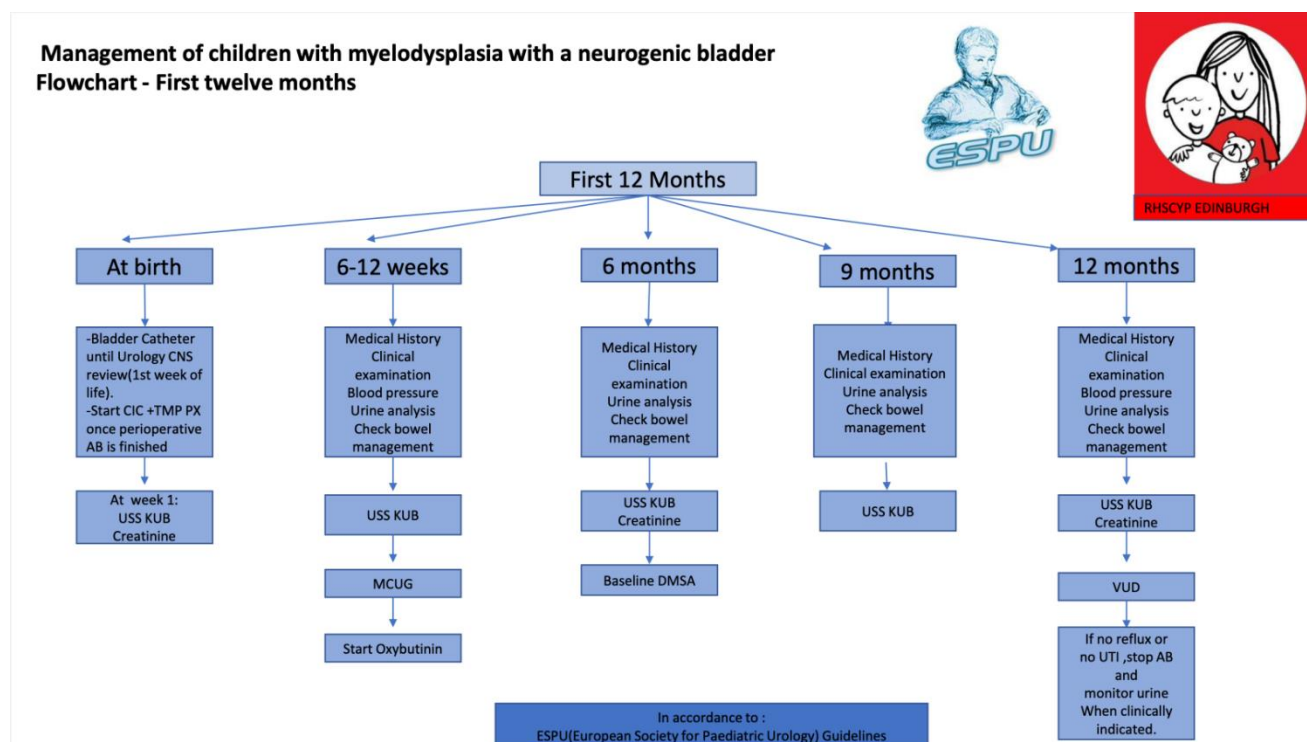 Management of children with myelodysplasia with a neurogenic bladder
Flowchart - First twelve months
ESPU
RHSCYP EDINBURGH
First 12 Months
At birth
-Bladder Catheter
until Urology CNS
review(1st week of
life).
-Start CIC +TMP PX
once perioperative
AB is finished
At week 1:
USS KUB
Creatinine
6-12 weeks
Medical History
Clinical
examination
Blood pressure
Urine analysis
Check bowel
management
USS KUB
MCUG
Start Oxybutinin
6 months
Medical History
Clinical
examination
Urine analysis
Check bowel
management
USS KUB
Creatinine
Baseline DMSA
9 months
Medical History
Clinical examination
Urine analysis
Check bowel
management
USS KUB
12 months
Medical History
Clinical
examination
Blood pressure
Urine analysis
Check bowel
management
USS KUB
Creatinine
VUD
If no reflux or
no UTI ,stop AB
and
monitor urine
When clinically
indicated.
In accordance to :
ESPU(European Society for Paediatric Urology) Guidelines